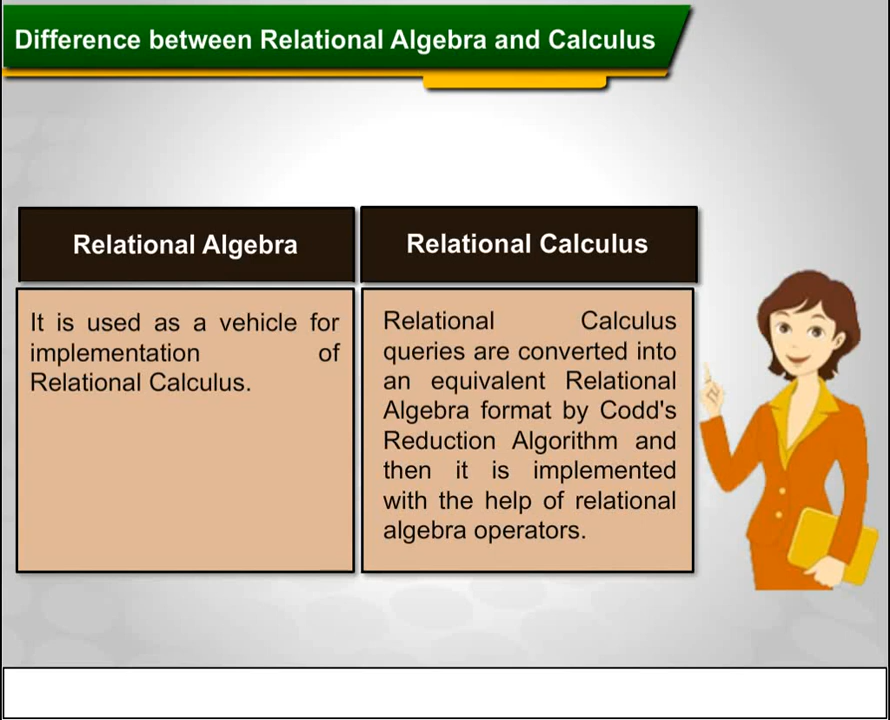 Difference between Relational Algebra and Calculus
Relational Algebra
It is used as a vehicle for
implementation of
Relational Calculus.
Relational Calculus
Relational Calculus
queries are converted into
an equivalent Relational
Algebra format by Codd's
Reduction Algorithm and
then it is implemented
with the help of relational
algebra operators.